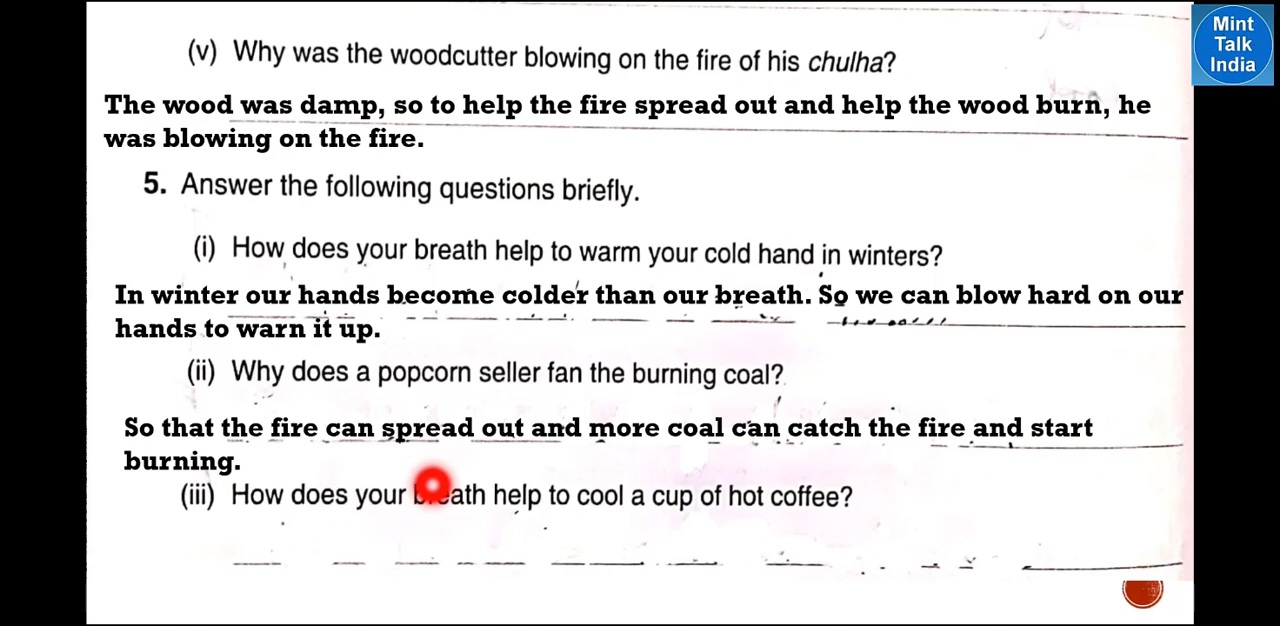 Mint
Talk
India
(v) Why was the woodcutter blowing on the fire of his chulha?
The wood was damp, so to help the fire spread out and help the wood burn, he
was blowing on the fire.
5. Answer the following questions briefly.
(i) How does your breath help to warm your cold hand in winters?
In winter our hands become colder than our breath. So we can blow hard on our
hands to warn it up.
(ii) Why does a popcorn seller fan the burning coal?
So that the fire can spread out and more coal can catch the fire and start
burning.
(iii) How does your breath help to cool a cup of hot coffee?